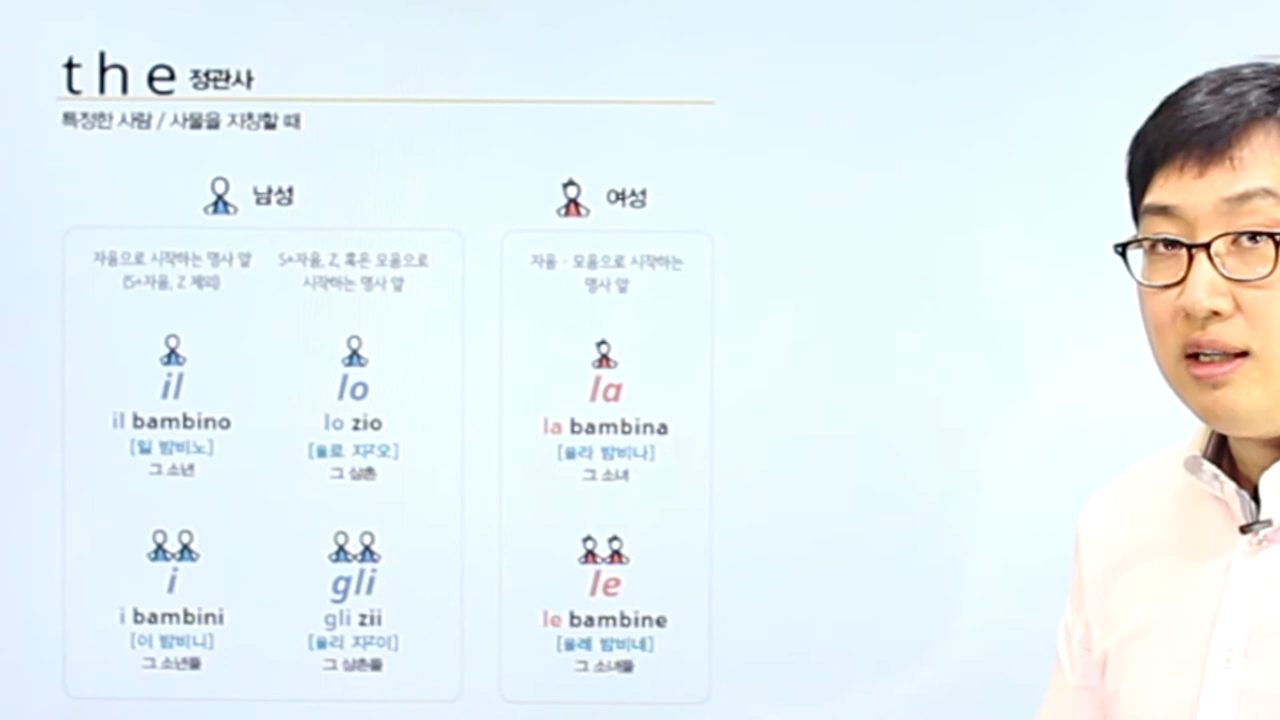 the 정관사
특정한 사람 / 사물을 지칭할 때
남성
여성
자음으로 시작하는 명사 앞
(S+자음, Z 제외)
S+자음, Z, 혹은 모음으로
시작하는 명사 앞
자음 · 모음으로 시작하는
명사 앞
il
il bambino
[일 밤비노]
그 소년
lo
lo zio
[을로 지ᄏ오]
그 삼촌
la
la bambina
[을라 밤비나]
그 소녀
i
i bambini
[이 밤비니]
그 소년들
gli
gli zii
그 삼촌들
le
le bambine
[을레 밤비네]
그 소녀들